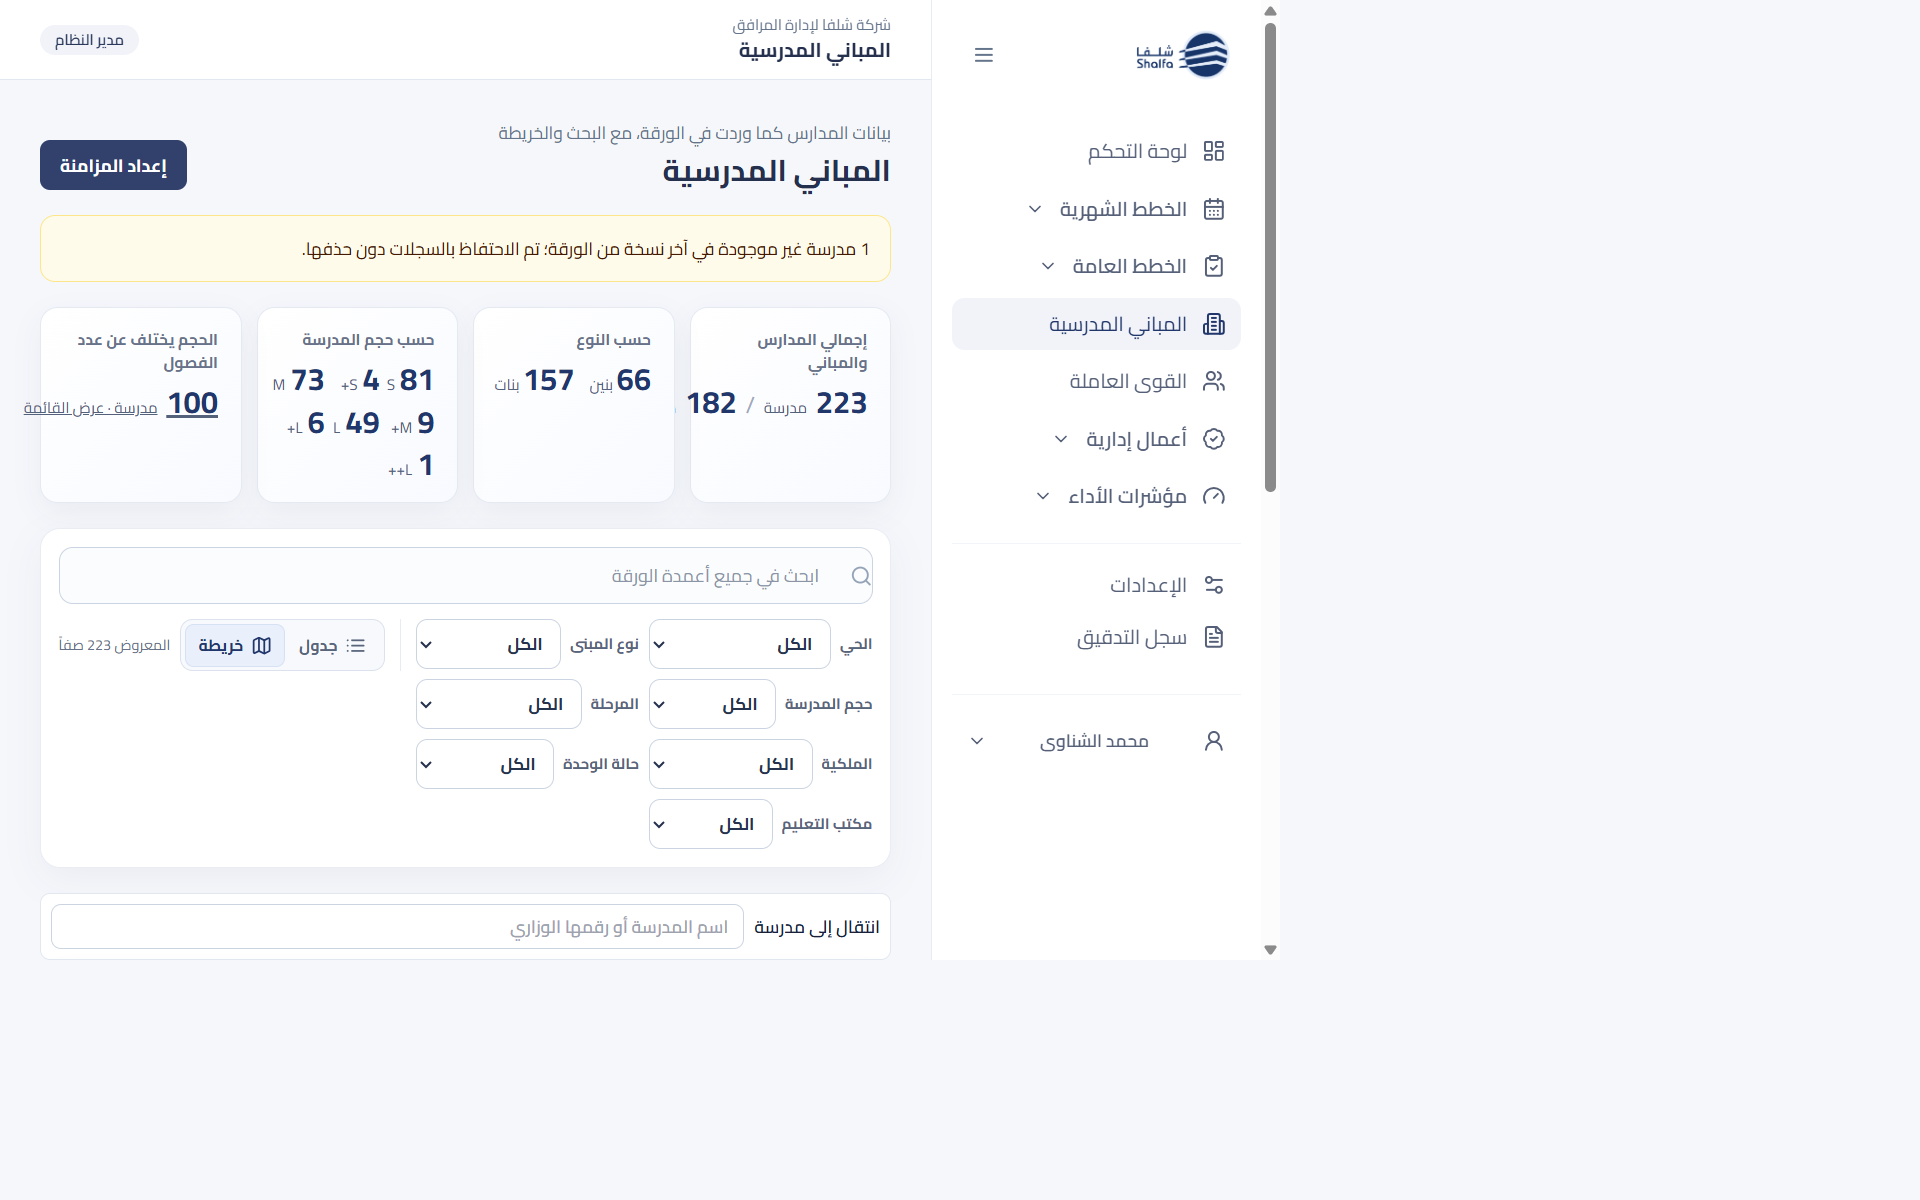 شلفا
Shalfa
لوحة التحكم
الخطط الشهرية
الخطط العامة
المباني المدرسية
القوى العاملة
أعمال إدارية
مؤشرات الأداء
الإعدادات
سجل التدقيق
محمد الشناوى
شركة شلفا لإدارة المرافق
المباني المدرسية
مدير النظام
بيانات المدارس كما وردت في الورقة، مع البحث والخريطة
المباني المدرسية
إعداد المزامنة
1 مدرسة غير موجودة في آخر نسخة من الورقة؛ تم الاحتفاظ بالسجلات دون حذفها.
إجمالي المدارس
والمباني
223 مدرسة / 182
حسب النوع
66 بنين 157 بنات
حسب حجم المدرسة
81 S 4 S+ 73 M
9 M+ 49 L 6 L+
1 L++
الحجم يختلف عن عدد
الفصول
100 مدرسة · عرض القائمة
ابحث في جميع أعمدة الورقة
الحي الكل نوع المبنى الكل جدول خريطة المعروض 223 صفاً
حجم المدرسة الكل المرحلة الكل
الملكية الكل حالة الوحدة الكل
مكتب التعليم الكل
انتقال إلى مدرسة اسم المدرسة أو رقمها الوزاري